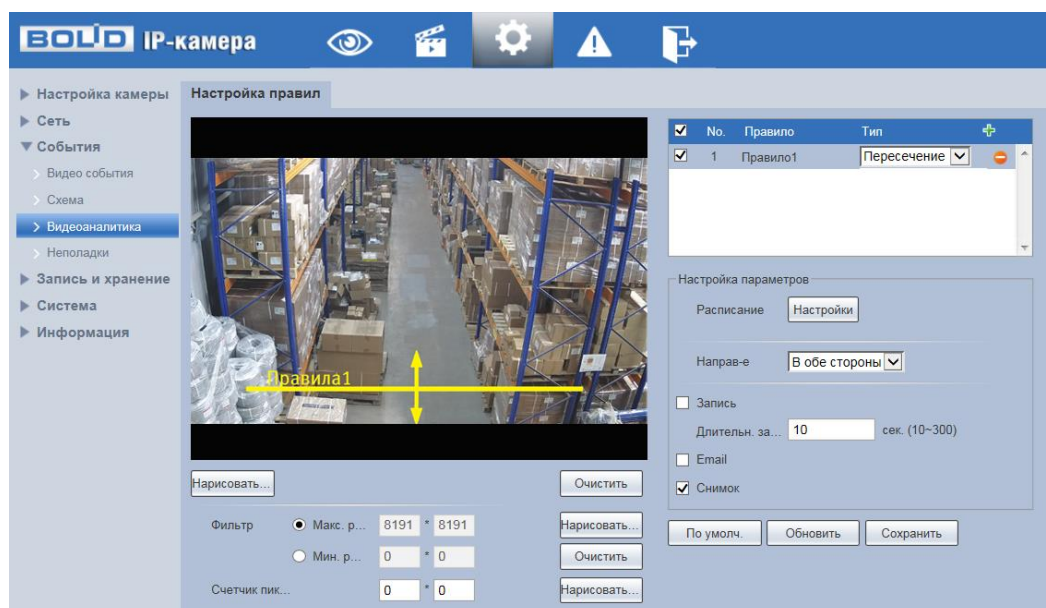 BOLID IP-камера
Настройка камеры
Сеть
События
Видео события
Схема
Видеоаналитика
Неполадки
Запись и хранение
Система
Информация
Настройка правил
Правила1
Нарисовать...
Очистить
Фильтр Макс. р... 8191 * 8191 Нарисовать...
Мин. р... 0 * 0 Очистить
Счетчик пик... 0 * 0 Нарисовать...
No. Правило Тип
1 Правило1 Пересечение
Настройка параметров
Расписание Настройки
Направ-е В обе стороны
Запись
Длительн. за... 10 сек. (10~300)
Email
Снимок
По умолч. Обновить Сохранить